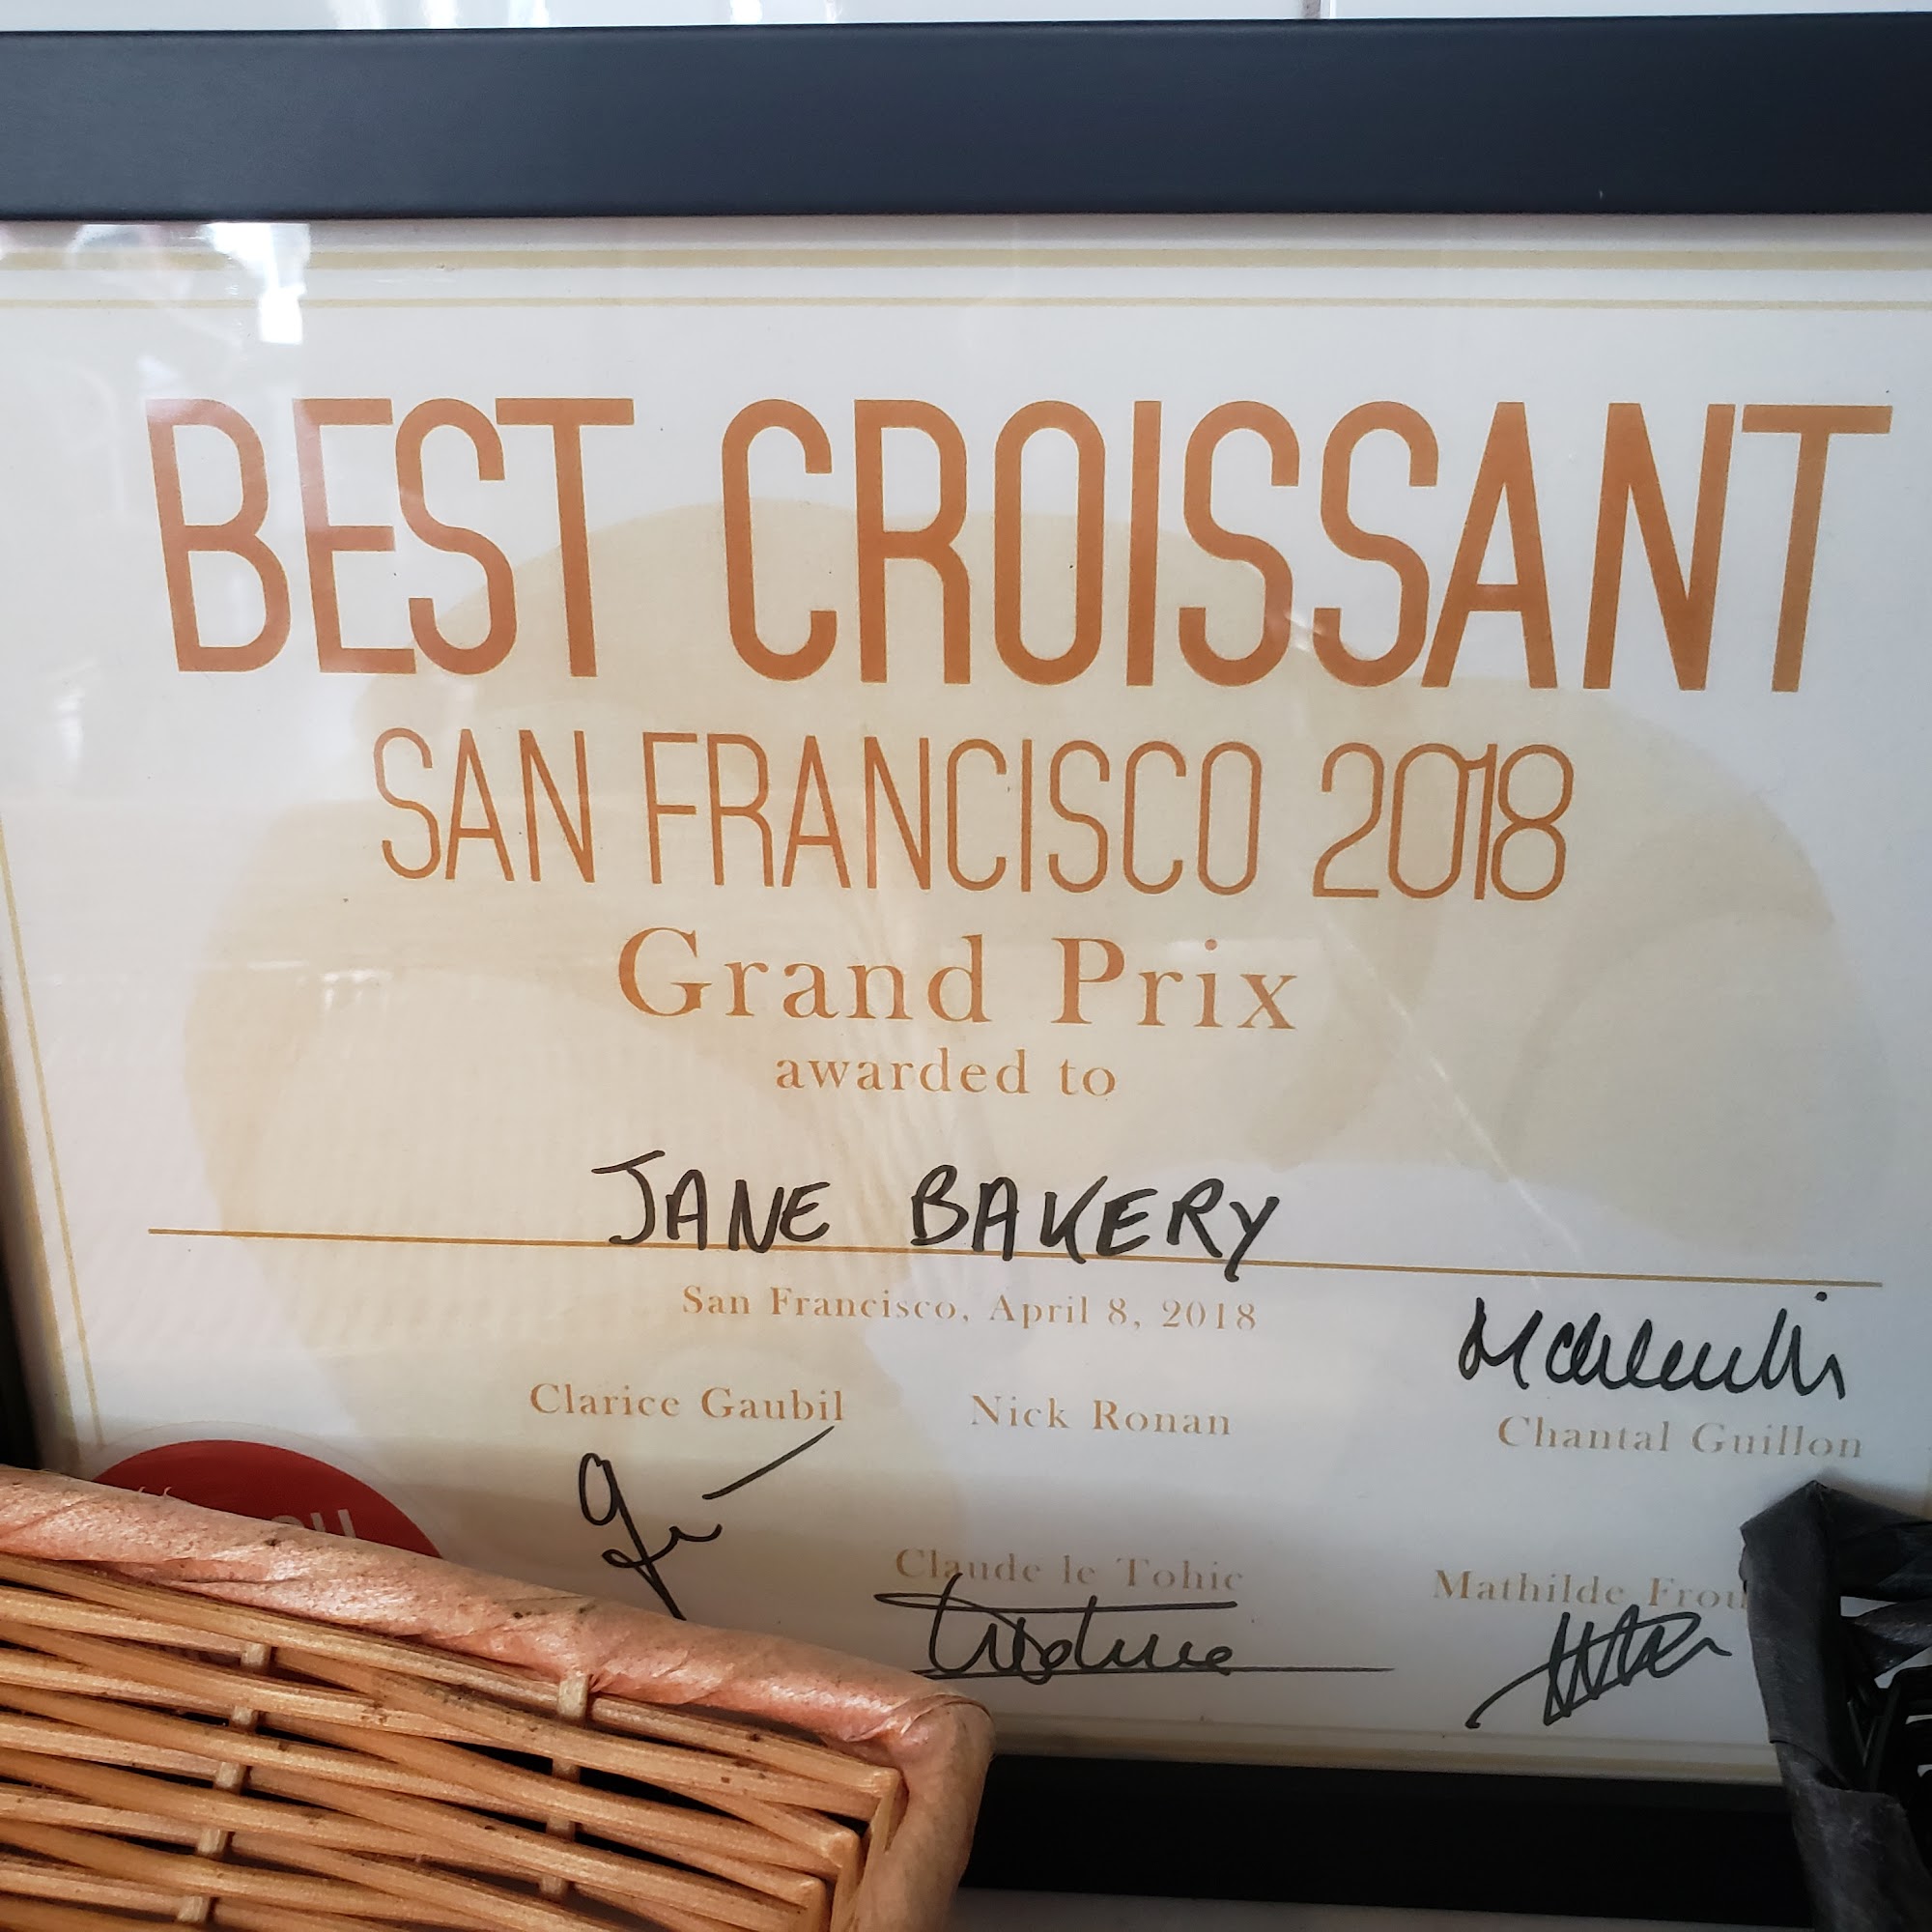 BEST CROISSANT
SAN FRANCISCO 2018
Grand Prix
awarded to
JANE BAKERY
San Francisco, April 8, 2018
Clarice Gaubil Nick Ronan Chantal Guillon
Claude le Tohic Mathilde